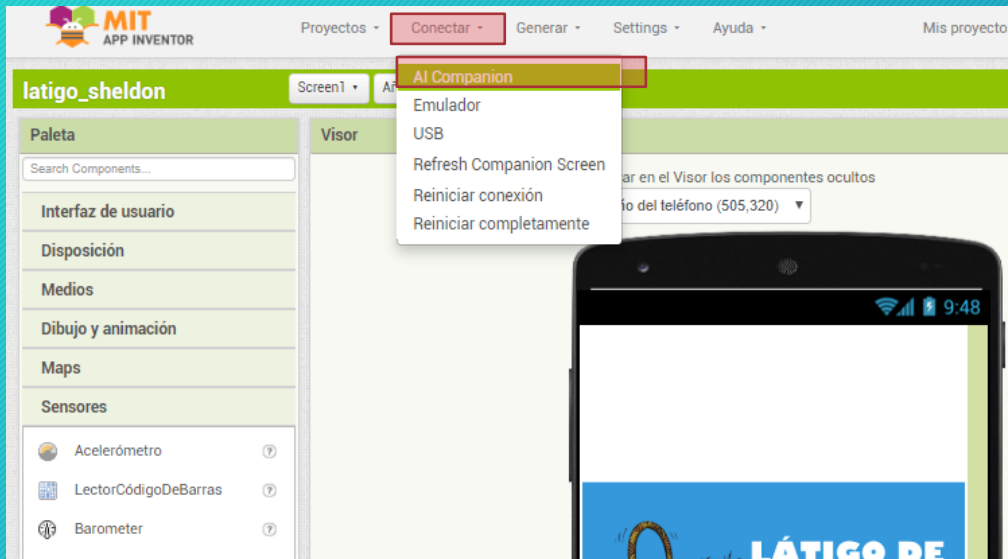 MIT
APP INVENTOR
Proyectos Conectar Generar Settings Ayuda Mis proyecto
latigo_sheldon
Screen1
AI Companion
Emulador
USB
Refresh Companion Screen
Reiniciar conexión
Reiniciar completamente
Paleta
Search Components...
Interfaz de usuario
Disposición
Medios
Dibujo y animación
Maps
Sensores
Acelerómetro ?
LectorCódigoDeBarras ?
Barometer ?
Visor
ar en el Visor los componentes ocultos
ño del teléfono (505,320)
9:48
LÁTIGO DE